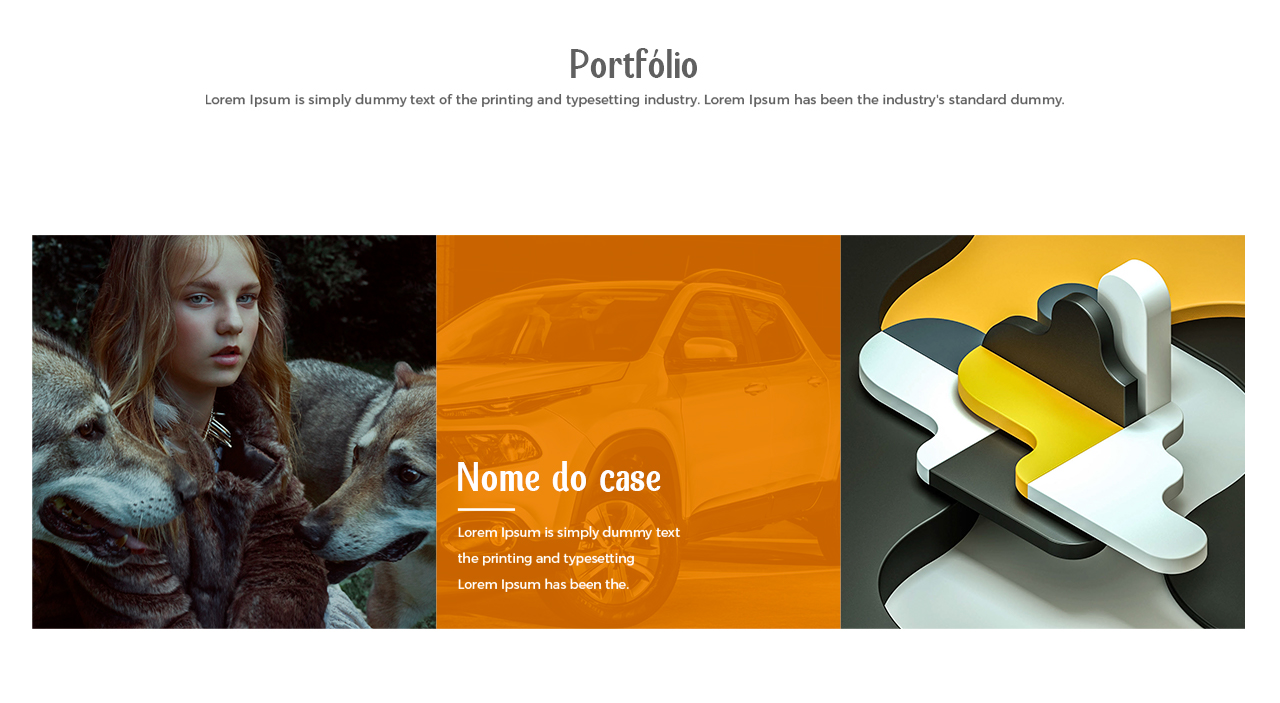 Portfólio
Lorem Ipsum is simply dummy text of the printing and typesetting industry. Lorem Ipsum has been the industry's standard dummy.
Nome do case
Lorem Ipsum is simply dummy text
the printing and typesetting
Lorem Ipsum has been the.